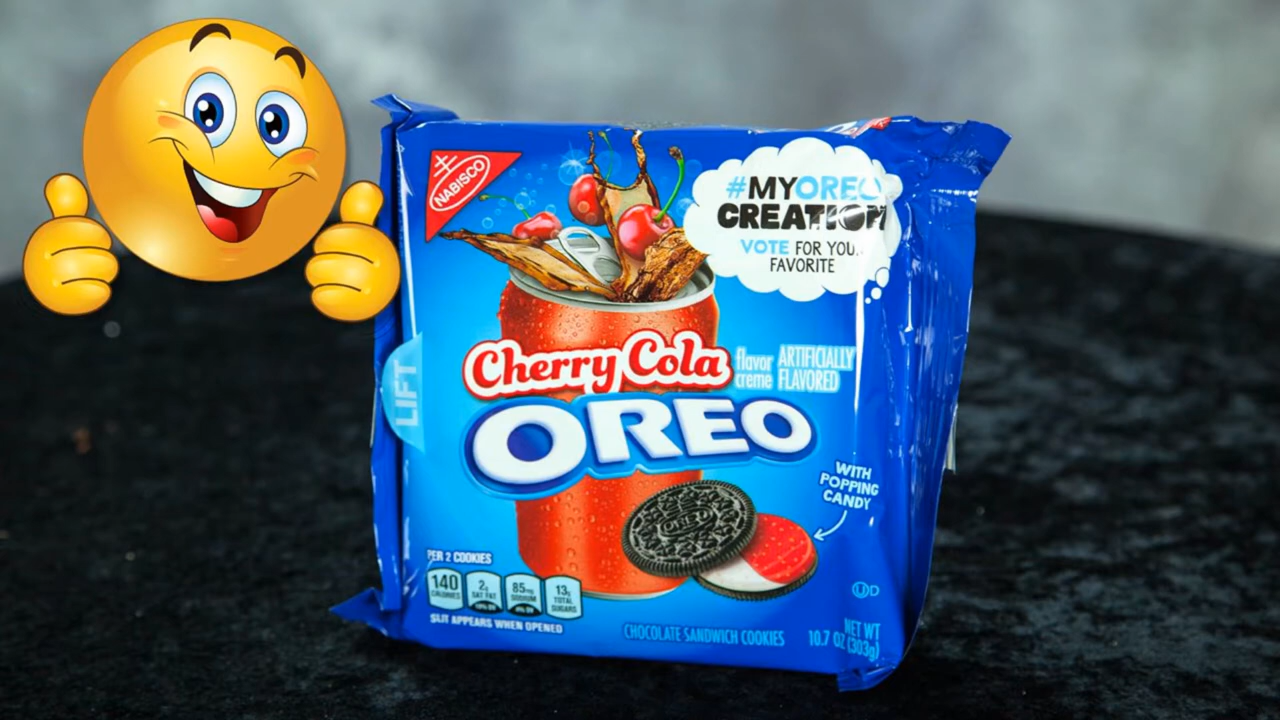 NABISCO
#MYOREO
CREATION
VOTE FOR YOUR
FAVORITE
Cherry Cola
flavor
creme
ARTIFICIALLY
FLAVORED
LIFT
OREO
WITH
POPPING
CANDY
OREO
PER 2 COOKIES
140
CALORIES
2g
SAT FAT
85mg
SODIUM
13g
TOTAL
SUGARS
SLIT APPEARS WHEN OPENED
UD
CHOCOLATE SANDWICH COOKIES
NET WT
10.7 OZ (303g)